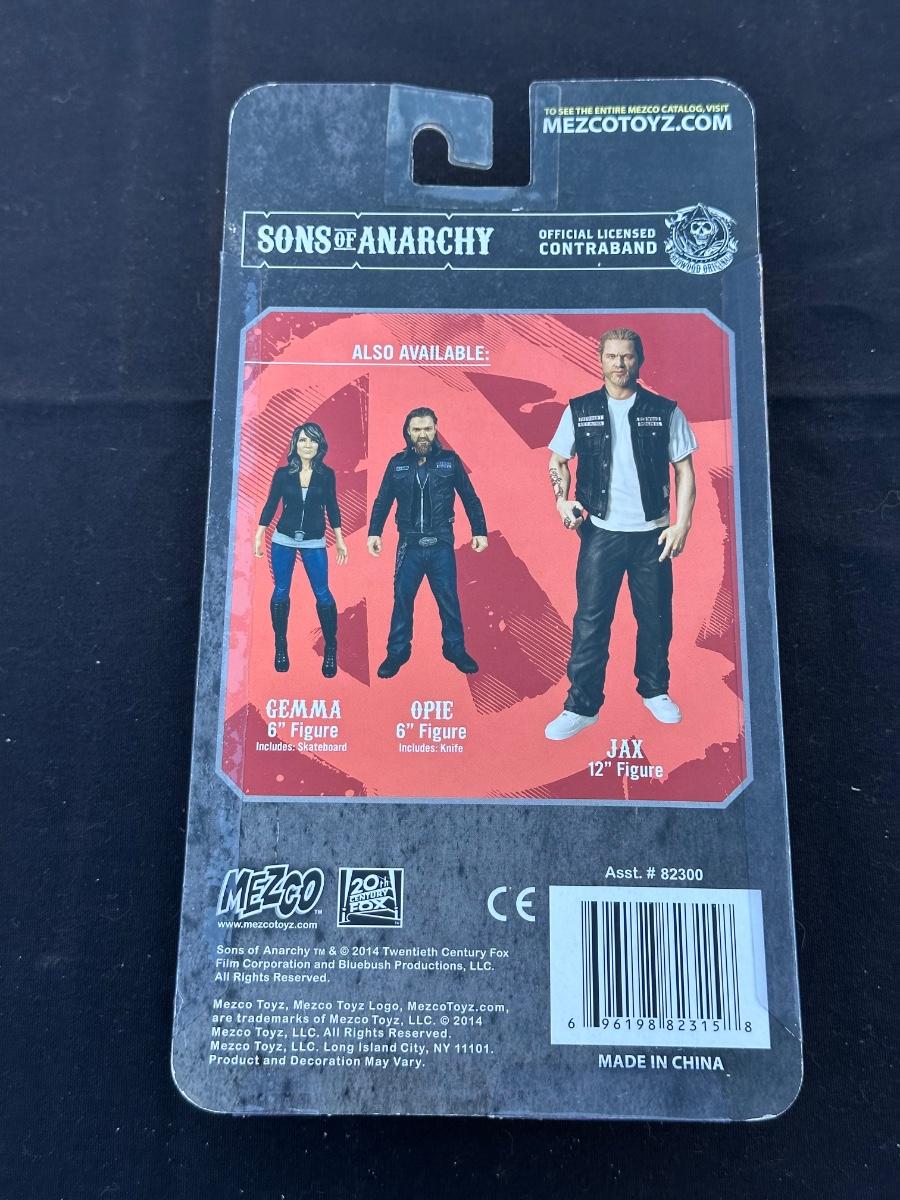 TO SEE THE ENTIRE MEZCO CATALOG, VISIT
MEZCOTOYZ.COM
SONS OF ANARCHY
OFFICIAL LICENSED
CONTRABAND
ALSO AVAILABLE:
GEMMA
6" Figure
Includes: Skateboard
OPIE
6" Figure
Includes: Knife
JAX
12" Figure
MEZCO TM
www.mezcotoyz.com
20th
CENTURY
FOX
CE
Asst. # 82300
Sons of Anarchy TM & © 2014 Twentieth Century Fox
Film Corporation and Bluebush Productions, LLC.
All Rights Reserved.
Mezco Toyz, Mezco Toyz Logo, MezcoToyz.com,
are trademarks of Mezco Toyz, LLC. © 2014
Mezco Toyz, LLC. All Rights Reserved.
Mezco Toyz, LLC. Long Island City, NY 11101.
Product and Decoration May Vary.
6 96198 82315 8
MADE IN CHINA